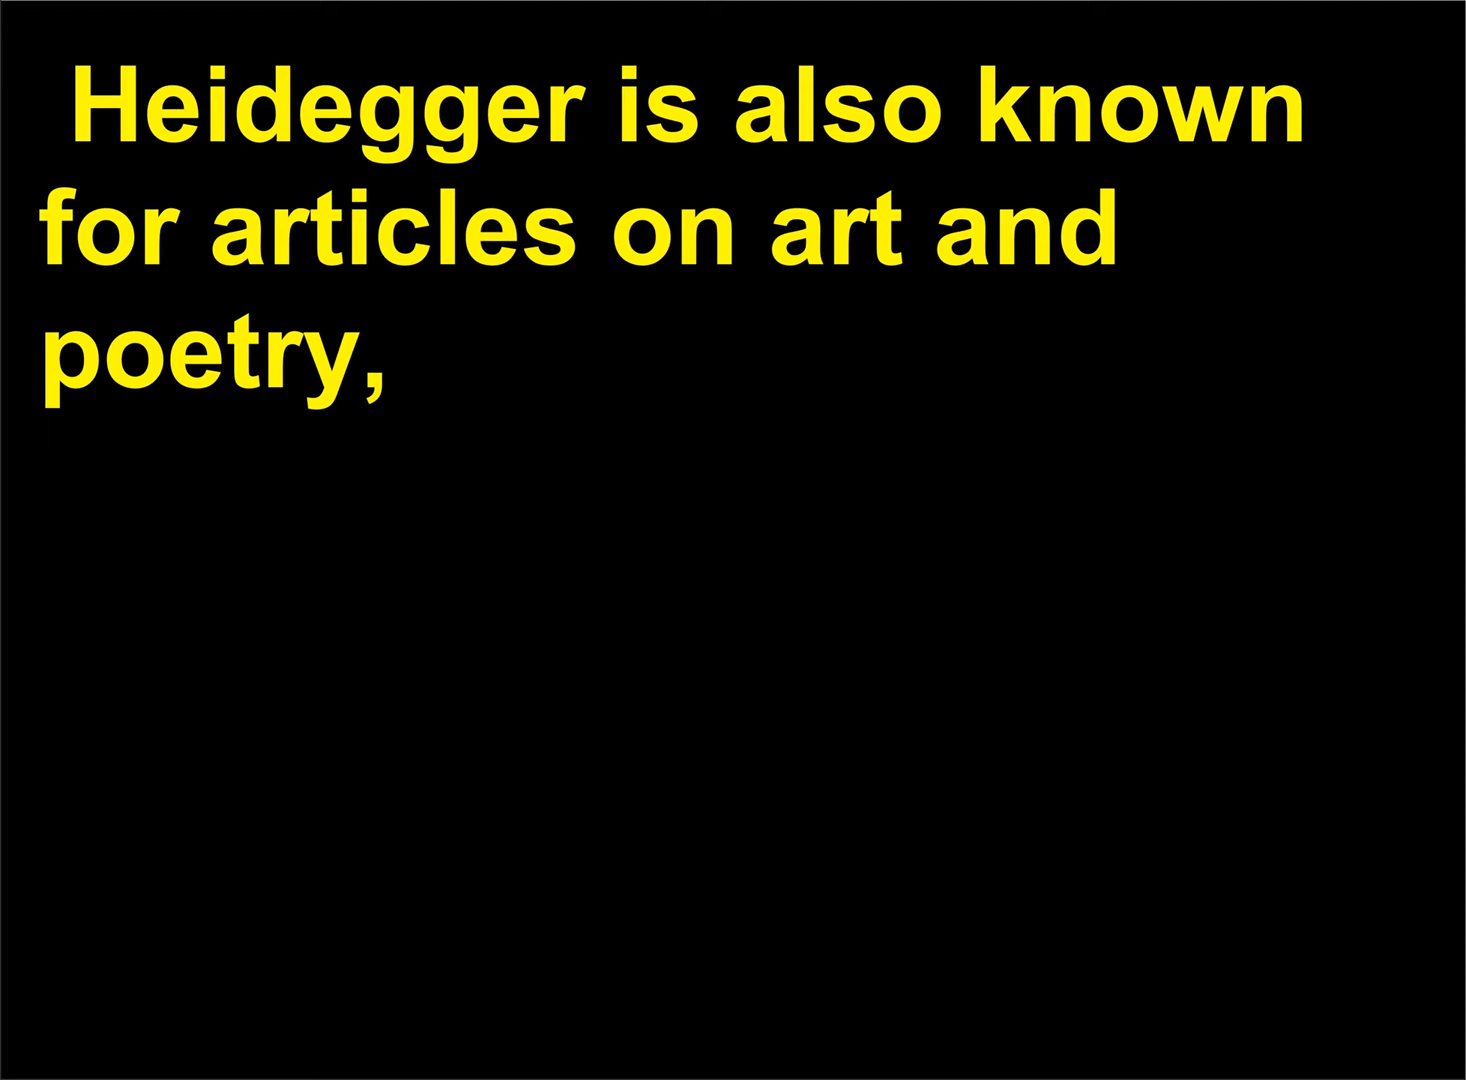 Heidegger is also known
for articles on art and
poetry,